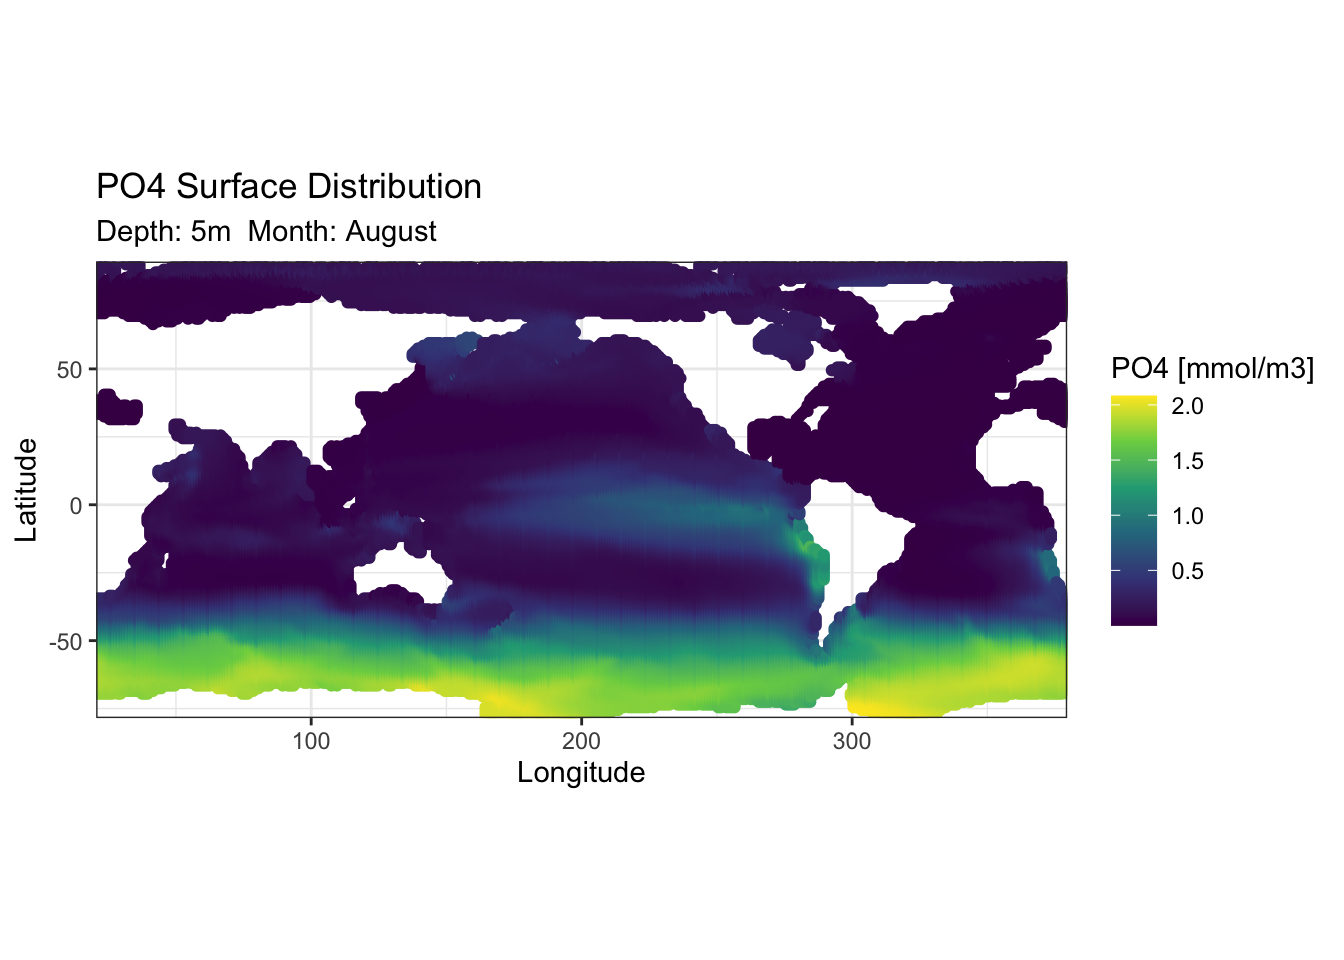 PO4 Surface Distribution
Depth: 5m  Month: August
PO4 [mmol/m3]
2.0
1.5
1.0
0.5
50
0
-50
Latitude
100
200
300
Longitude